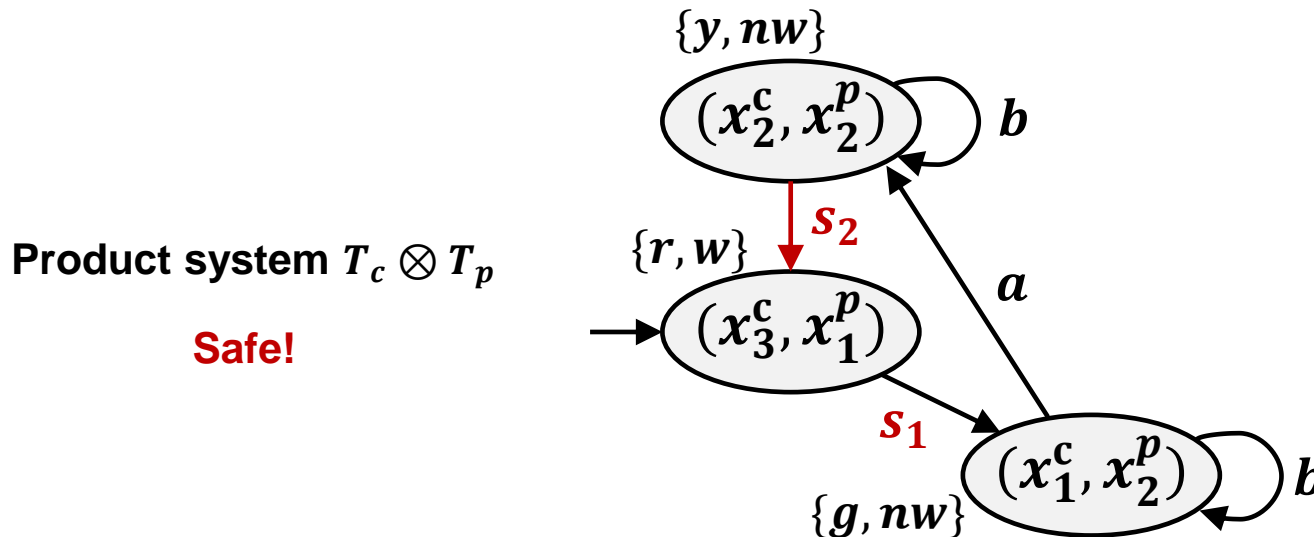 {y, nw}
(x₂ᶜ, x₂ᵖ)
b
s₂
{r, w}
Product system T_c ⊗ T_p
a
(x₃ᶜ, x₁ᵖ)
Safe!
s₁
(x₁ᶜ, x₂ᵖ)
b
{g, nw}